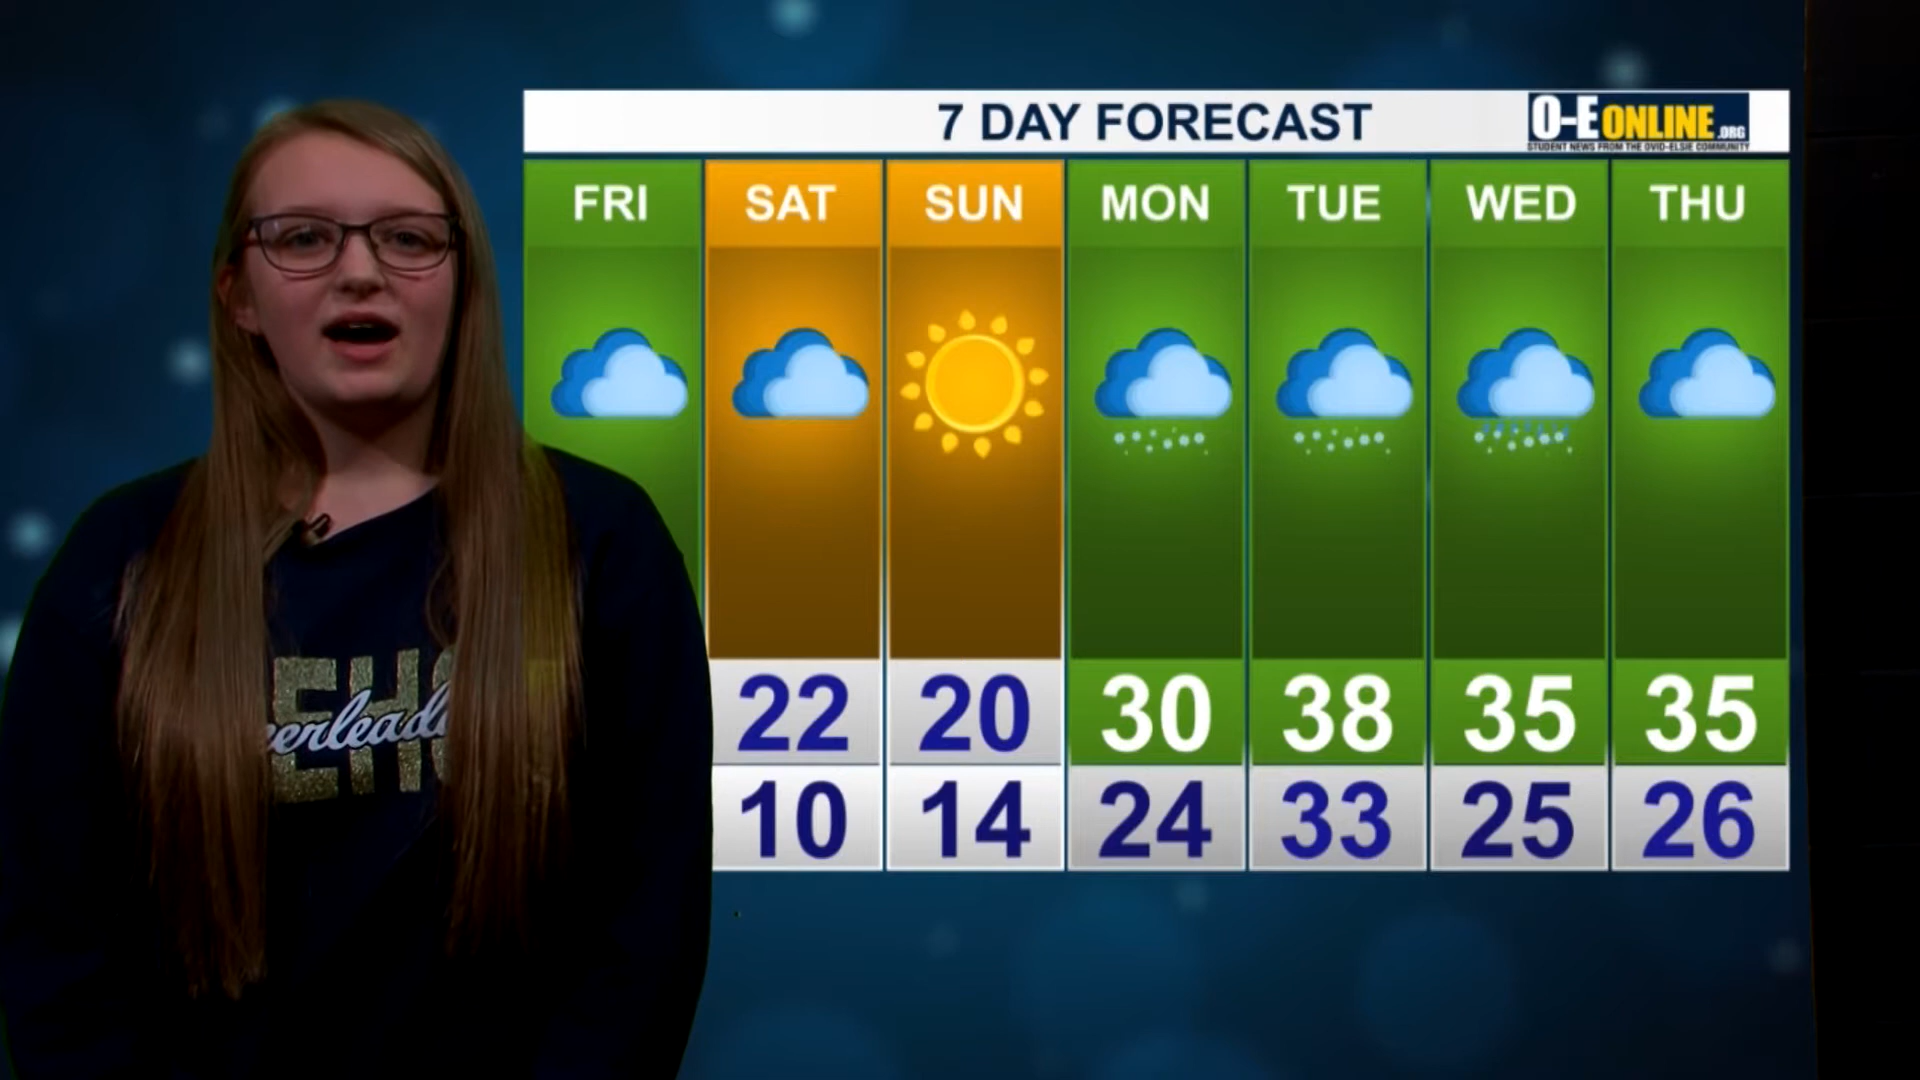 7 DAY FORECAST
O-E ONLINE.ORG
STUDENT NEWS FROM THE OVID-ELSIE COMMUNITY
FRI SAT SUN MON TUE WED THU
22 20 30 38 35 35
10 14 24 33 25 26